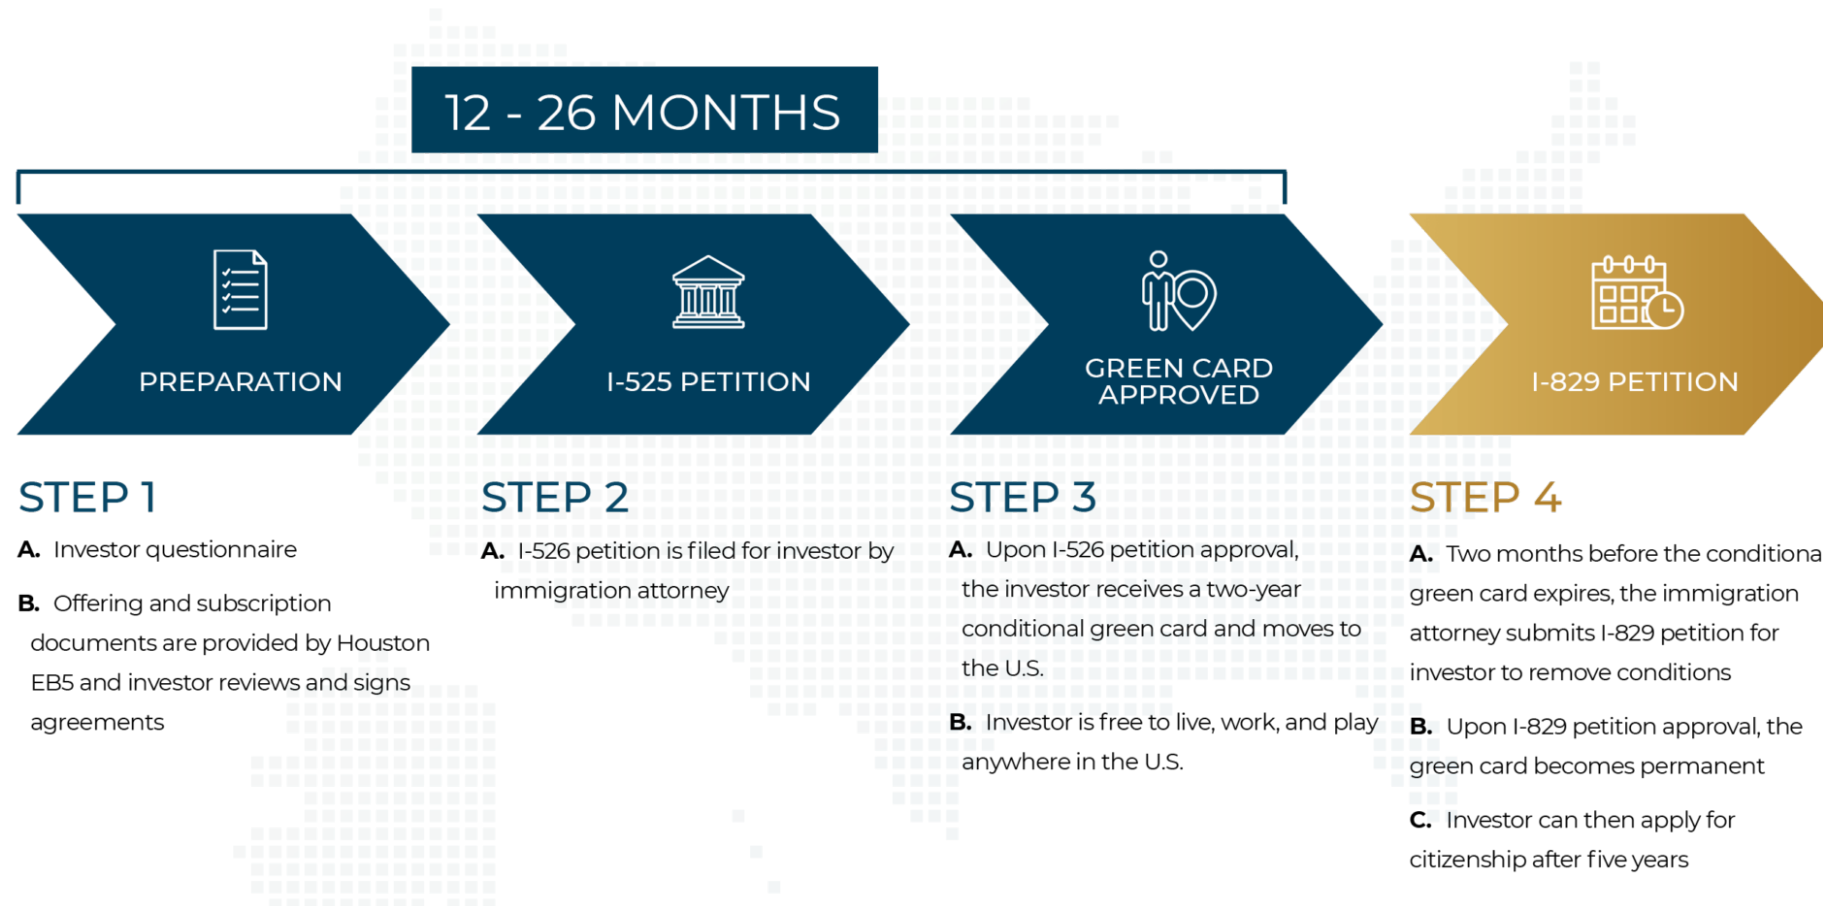 12 - 26 MONTHS
PREPARATION
I-525 PETITION
GREEN CARD
APPROVED
I-829 PETITION
STEP 1
A. Investor questionnaire
B. Offering and subscription
documents are provided by Houston
EB5 and investor reviews and signs
agreements
STEP 2
A. I-526 petition is filed for investor by
immigration attorney
STEP 3
A. Upon I-526 petition approval,
the investor receives a two-year
conditional green card and moves to
the U.S.
B. Investor is free to live, work, and play
anywhere in the U.S.
STEP 4
A. Two months before the conditiona
green card expires, the immigration
attorney submits I-829 petition for
investor to remove conditions
B. Upon I-829 petition approval, the
green card becomes permanent
C. Investor can then apply for
citizenship after five years